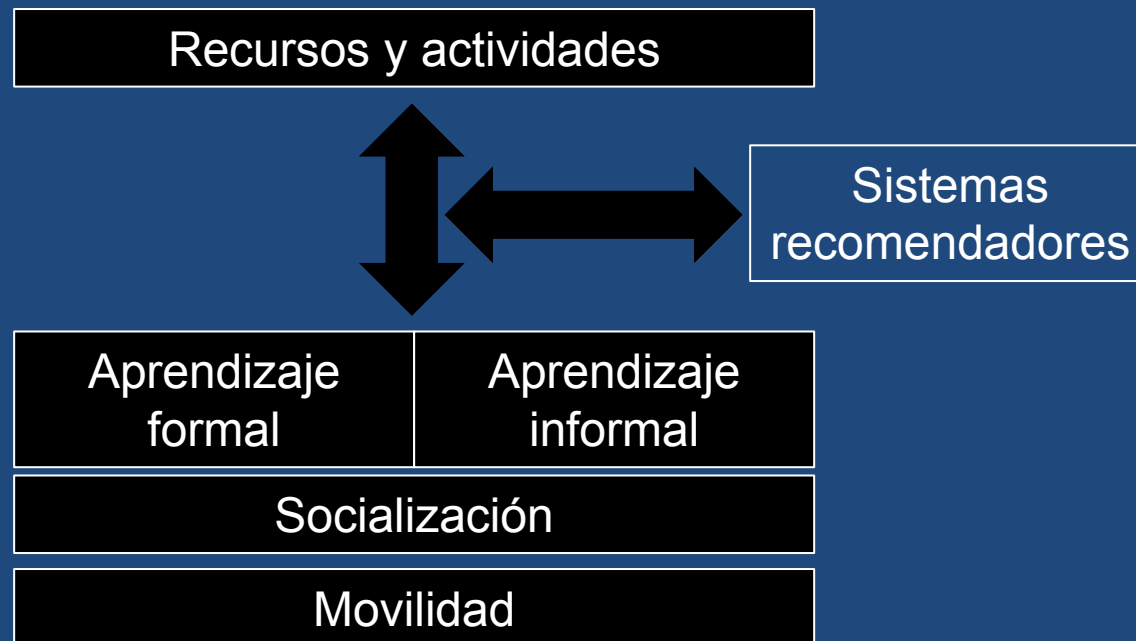 Recursos y actividades
Sistemas
recomendadores
Aprendizaje
formal
Aprendizaje
informal
Socialización
Movilidad